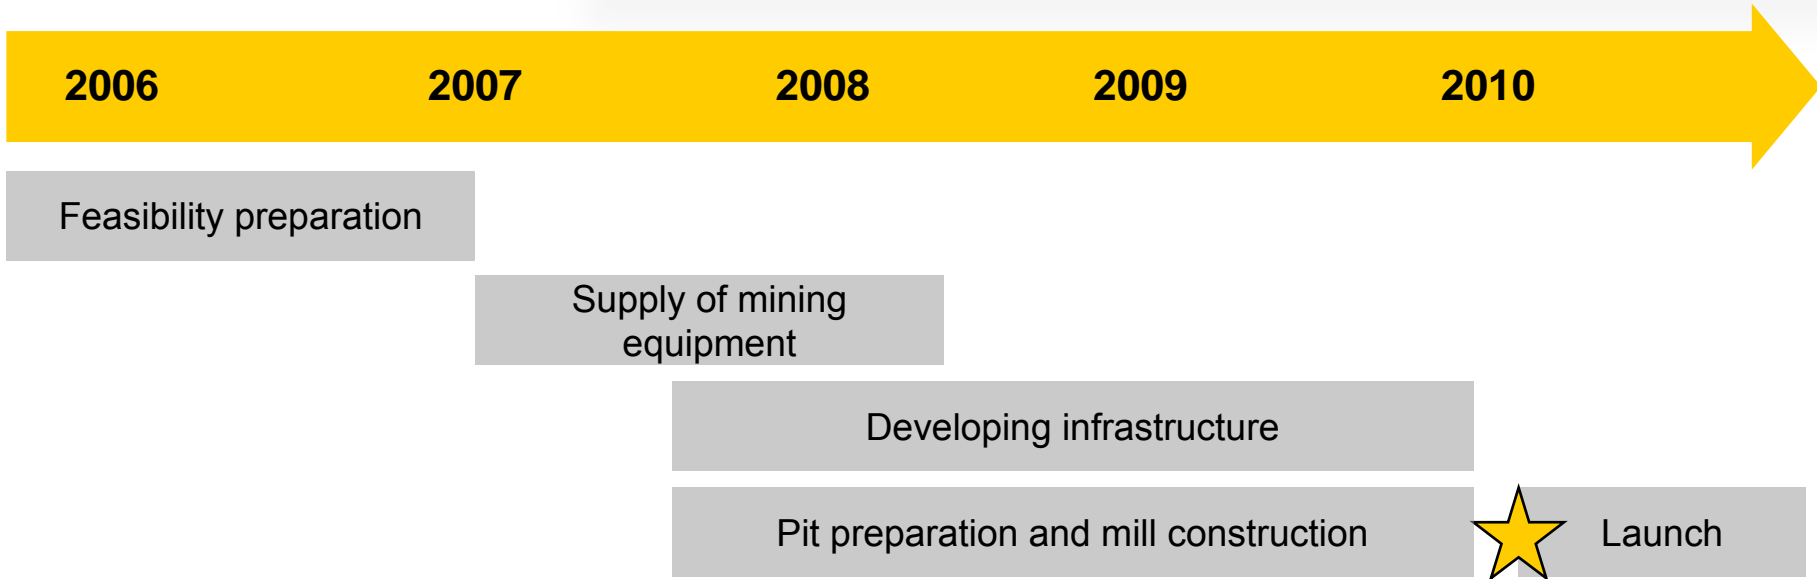 2006 2007 2008 2009 2010
Feasibility preparation
Supply of mining
equipment
Developing infrastructure
Pit preparation and mill construction
Launch